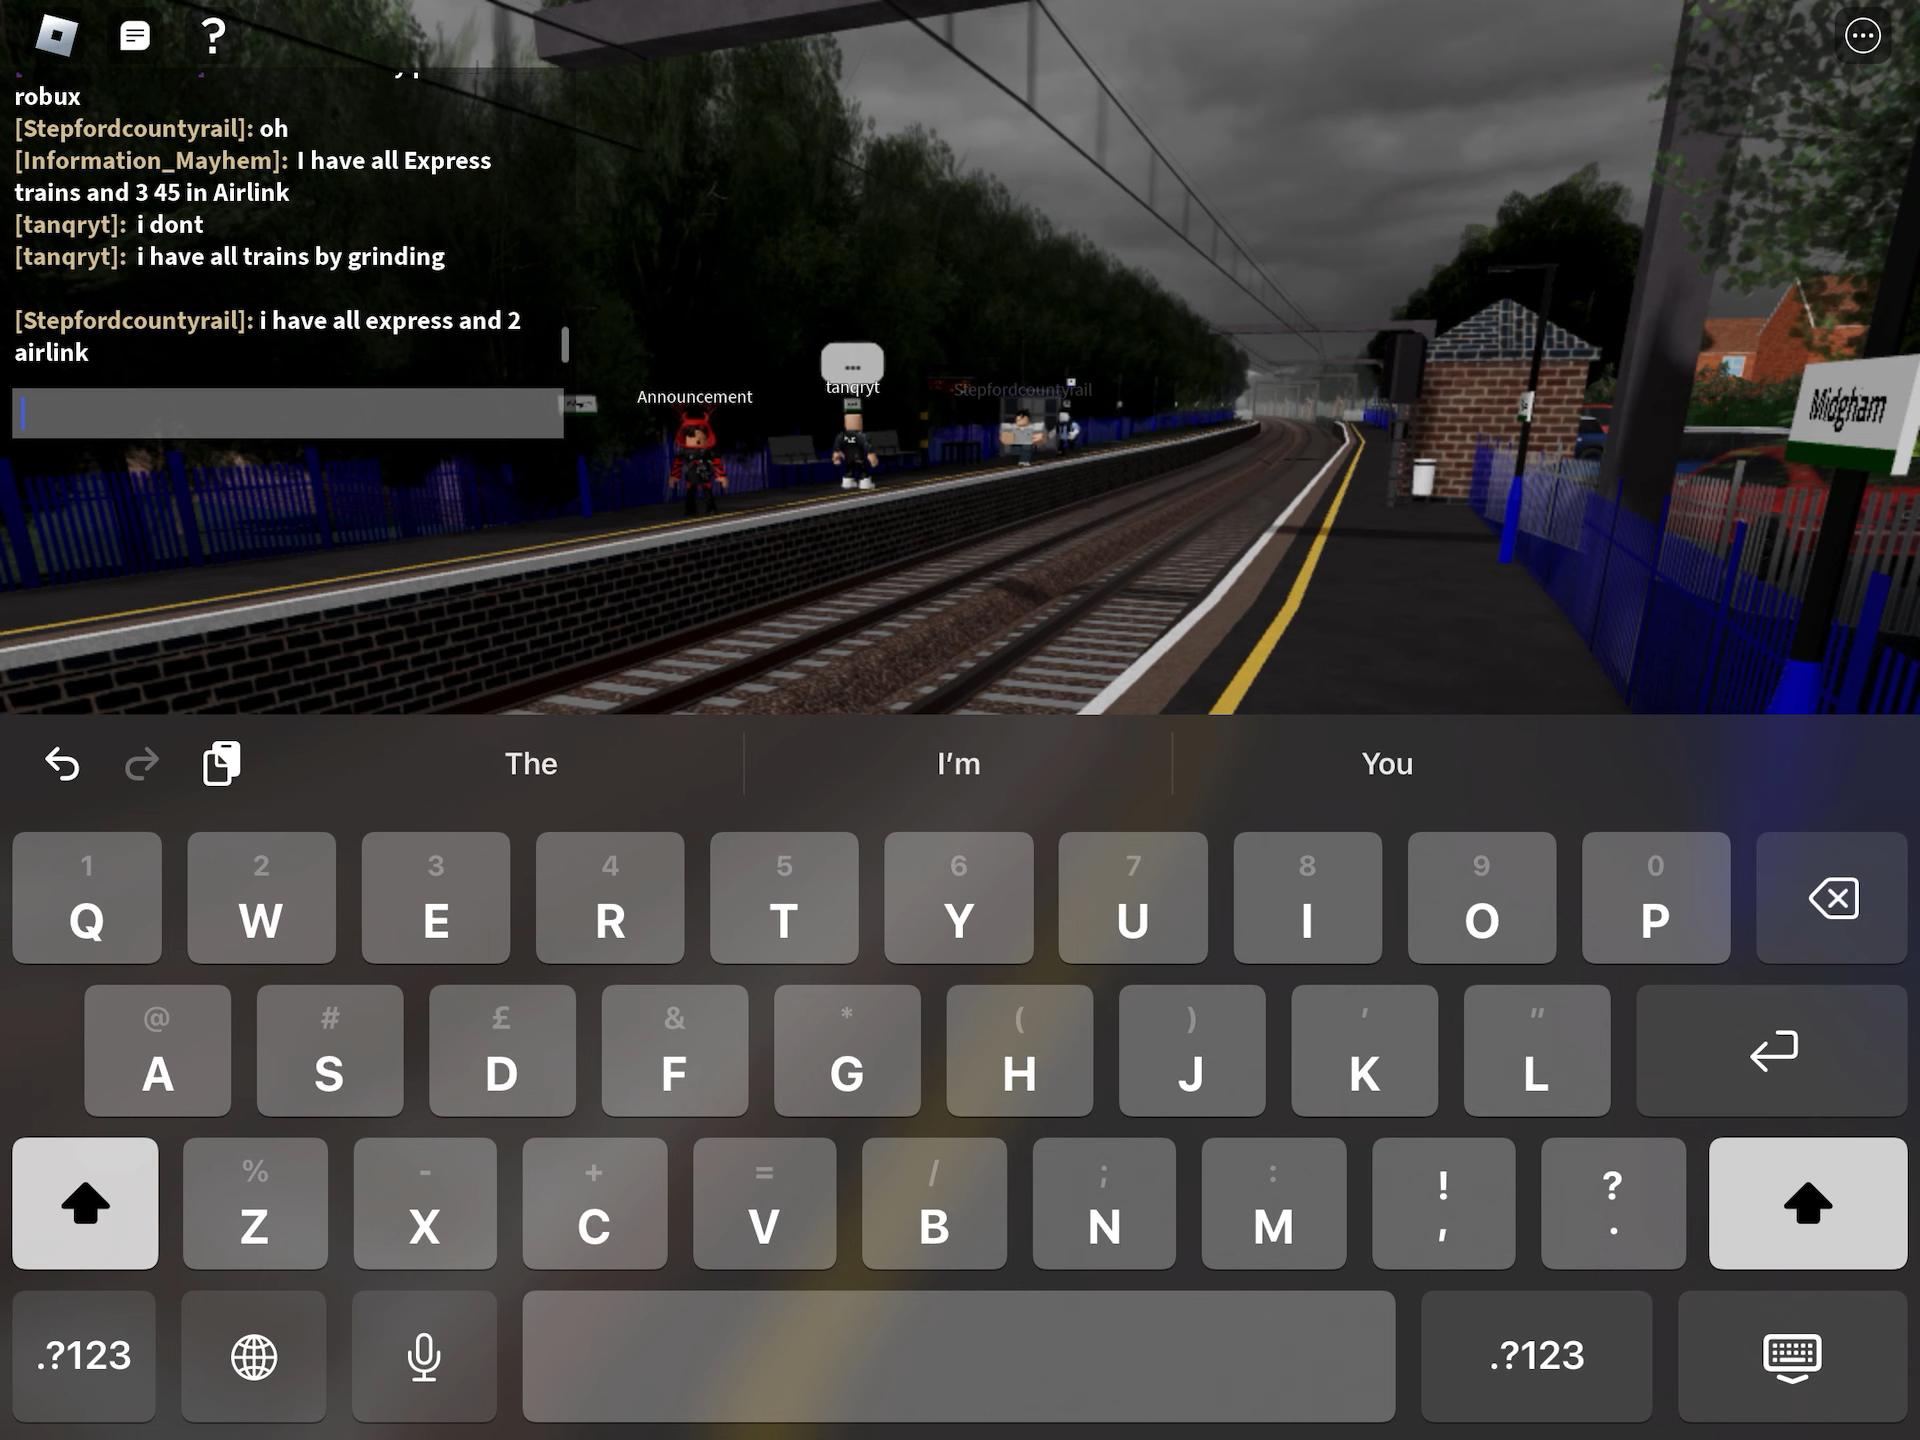 robux
[Stepfordcountyrail]: oh
[Information_Mayhem]: I have all Express
trains and 3 45 in Airlink
[tanqryt]: i dont
[tanqryt]: i have all trains by grinding
[Stepfordcountyrail]: i have all express and 2
airlink
...
tanqryt
Announcement
Stepfordcountyrail
Midgham
The I'm You
1 2 3 4 5 6 7 8 9 0
Q W E R T Y U I O P
@ # £ & * ( ) ' "
A S D F G H J K L
% - + = / ; : ! ?
Z X C V B N M , .
.?123 .?123